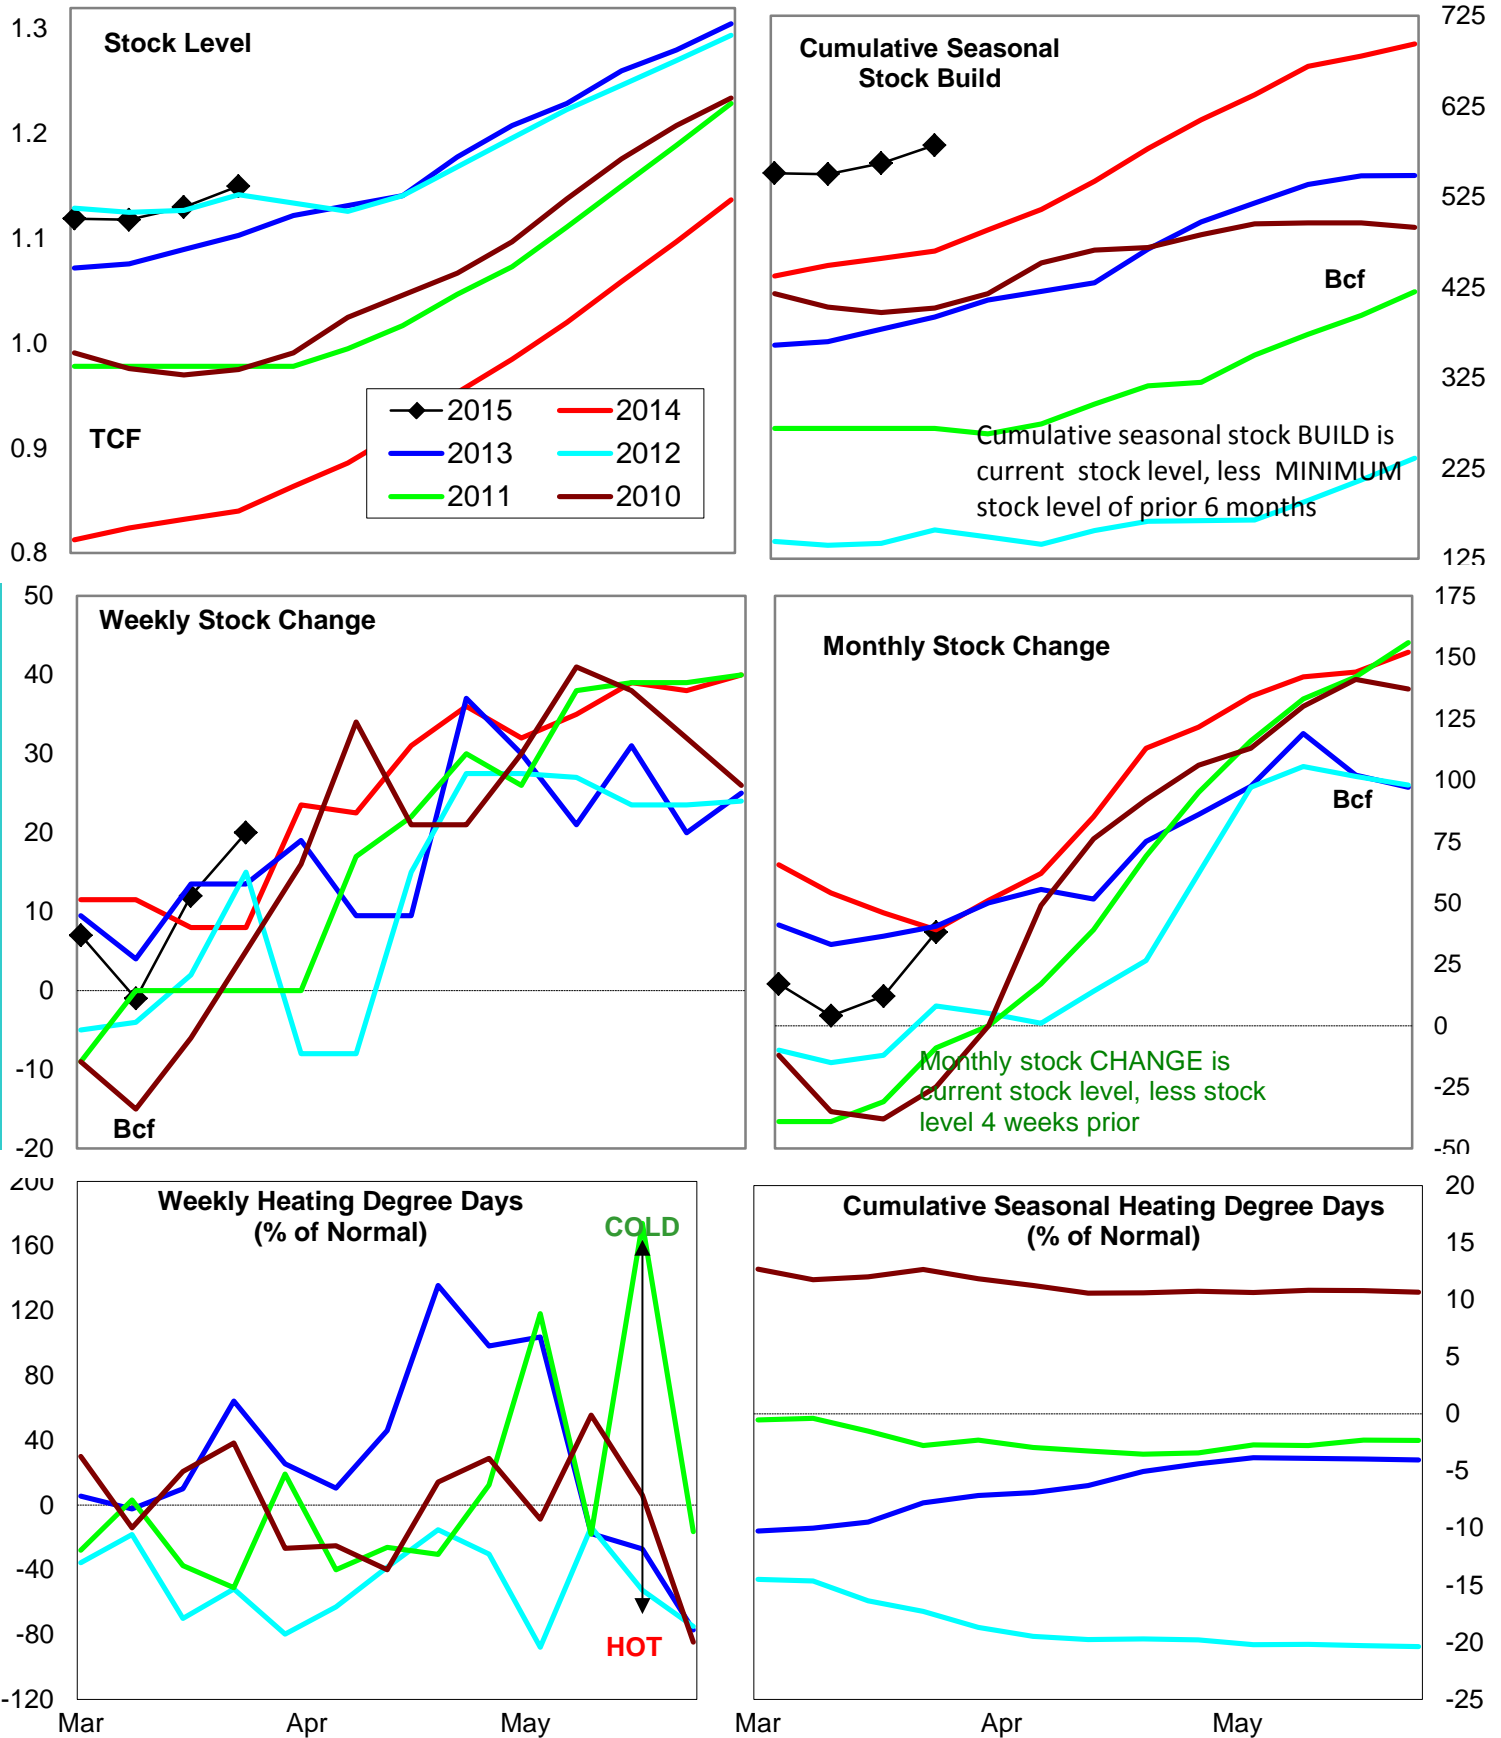 Stock Level
1.3
1.2
1.1
1.0
0.9
0.8
TCF
2015
2014
2013
2012
2011
2010
Cumulative Seasonal
Stock Build
725
625
525
425
325
225
125
Bcf
Cumulative seasonal stock BUILD is
current stock level, less MINIMUM
stock level of prior 6 months
Weekly Stock Change
50
40
30
20
10
0
-10
-20
Bcf
Monthly Stock Change
175
150
125
100
75
50
25
0
-25
-50
Bcf
Monthly stock CHANGE is
current stock level, less stock
level 4 weeks prior
Weekly Heating Degree Days
(% of Normal)
200
160
120
80
40
0
-40
-80
-120
COLD
HOT
Mar
Apr
May
Cumulative Seasonal Heating Degree Days
(% of Normal)
20
15
10
5
0
-5
-10
-15
-20
-25
Mar
Apr
May